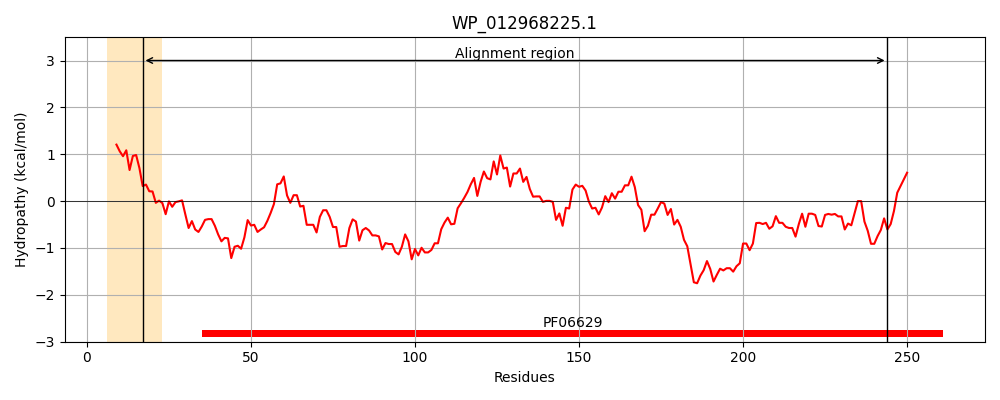 WP_012968225.1
Alignment region
Hydropathy (kcal/mol)
3
2
1
0
−1
−2
−3
PF06629
0 50 100 150 200 250
Residues